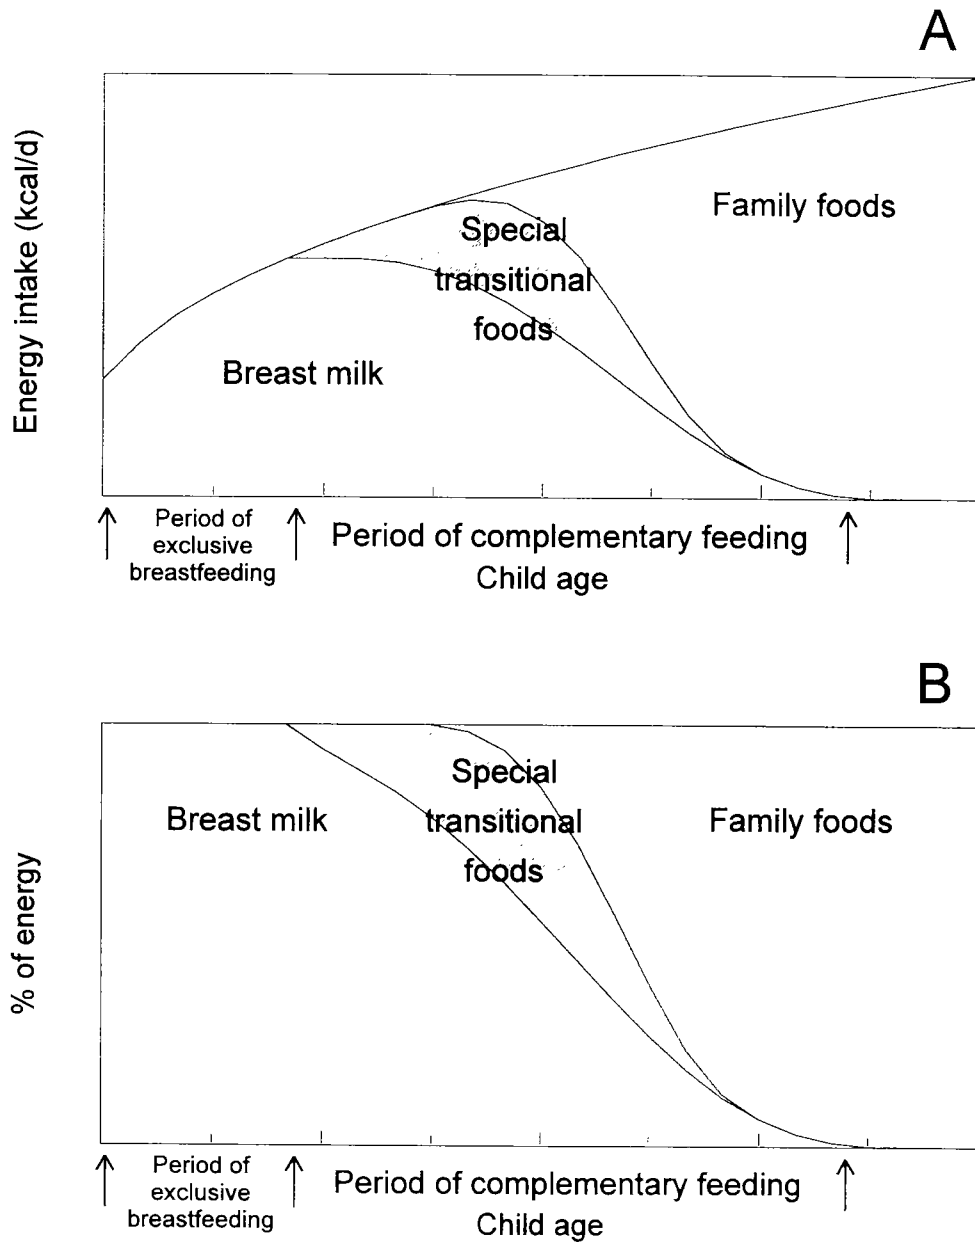 A
Energy intake (kcal/d)
Family foods
Special
transitional
foods
Breast milk
Period of
exclusive
breastfeeding
Period of complementary feeding
Child age
B
% of energy
Special
Breast milk
transitional
Family foods
foods
Period of
exclusive
breastfeeding
Period of complementary feeding
Child age